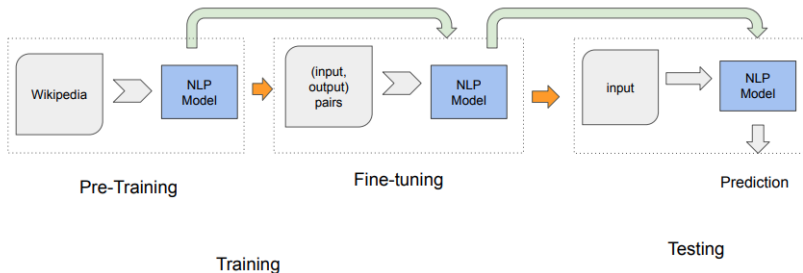 Wikipedia
NLP
Model
(input,
output)
pairs
NLP
Model
input
NLP
Model
Pre-Training
Fine-tuning
Prediction
Training
Testing